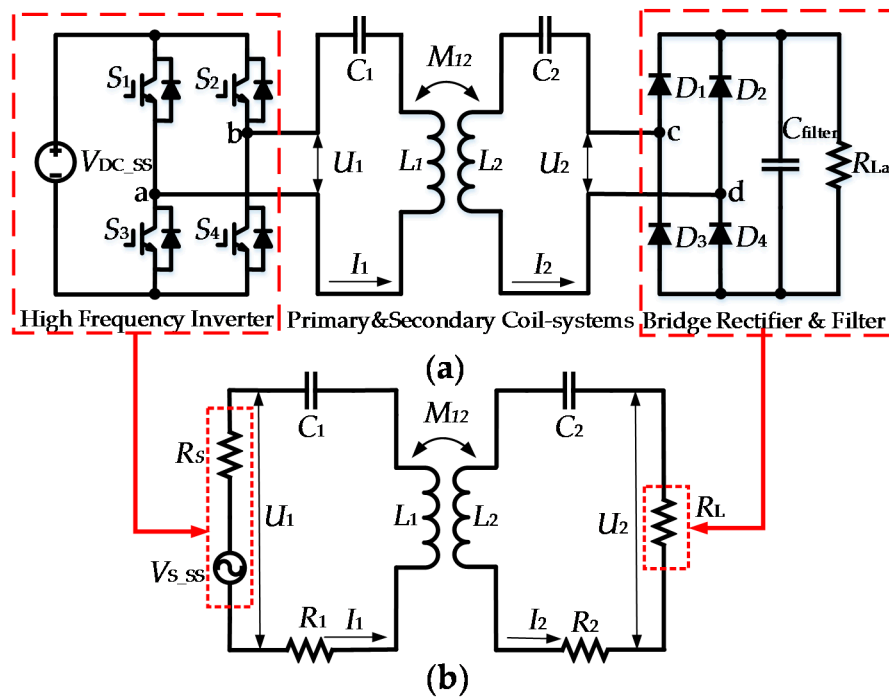 C1
M12
C2
S1
S2
D1
D2
b
c
Cfilter
VDC_SS
U1
L1
L2
U2
RLa
a
d
S3
S4
D3
D4
I1
I2
High Frequency Inverter
Primary&Secondary Coil-systems
Bridge Rectifier & Filter
(a)
C1
M12
C2
RS
U1
L1
L2
U2
RL
VS_SS
R1
I1
I2
R2
(b)